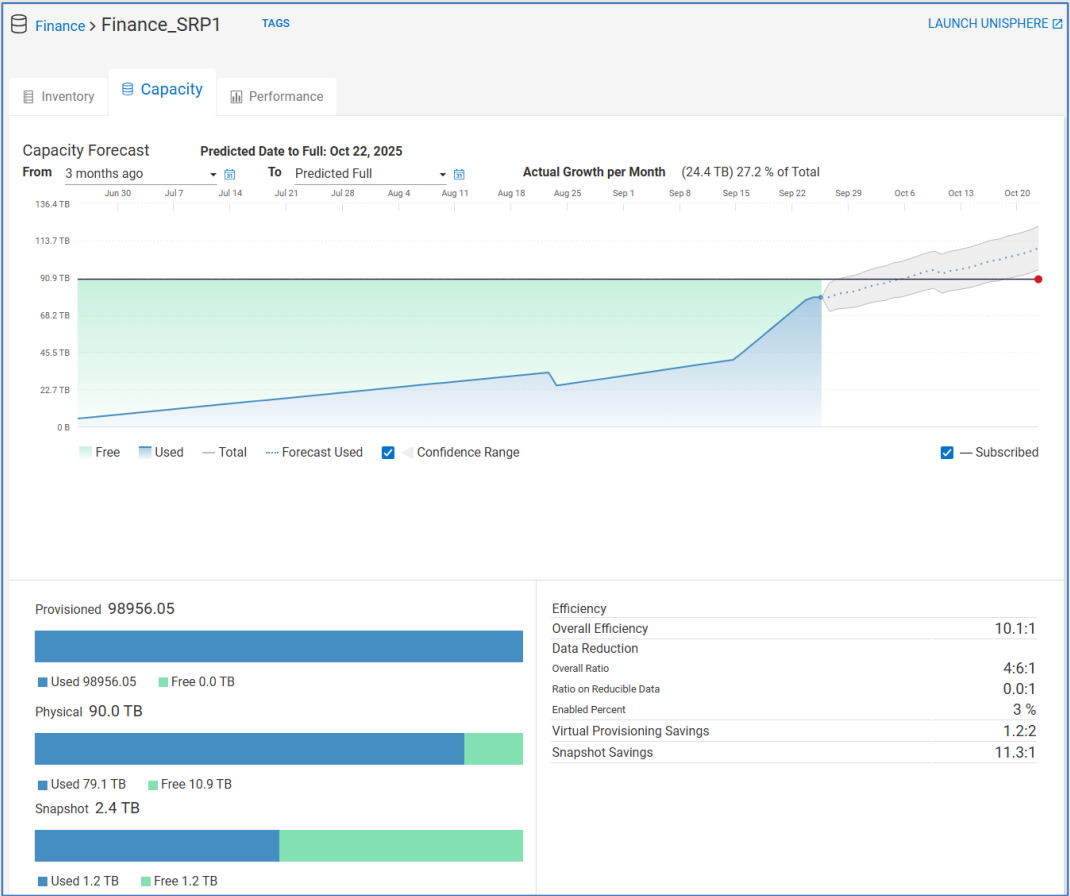 Finance > Finance_SRP1 TAGS LAUNCH UNISPHERE
Inventory Capacity Performance
Capacity Forecast Predicted Date to Full: Oct 22, 2025
From 3 months ago To Predicted Full Actual Growth per Month (24.4 TB) 27.2 % of Total
Jun 30 Jul 7 Jul 14 Jul 21 Jul 28 Aug 4 Aug 11 Aug 18 Aug 25 Sep 1 Sep 8 Sep 15 Sep 22 Sep 29 Oct 6 Oct 13 Oct 20
136.4 TB
113.7 TB
90.9 TB
68.2 TB
45.5 TB
22.7 TB
0 B
Free Used Total Forecast Used Confidence Range Subscribed
Provisioned 98956.05
Used 98956.05 Free 0.0 TB
Physical 90.0 TB
Used 79.1 TB Free 10.9 TB
Snapshot 2.4 TB
Used 1.2 TB Free 1.2 TB
Efficiency
Overall Efficiency 10.1:1
Data Reduction
Overall Ratio 4:6:1
Ratio on Reducible Data 0.0:1
Enabled Percent 3 %
Virtual Provisioning Savings 1.2:2
Snapshot Savings 11.3:1